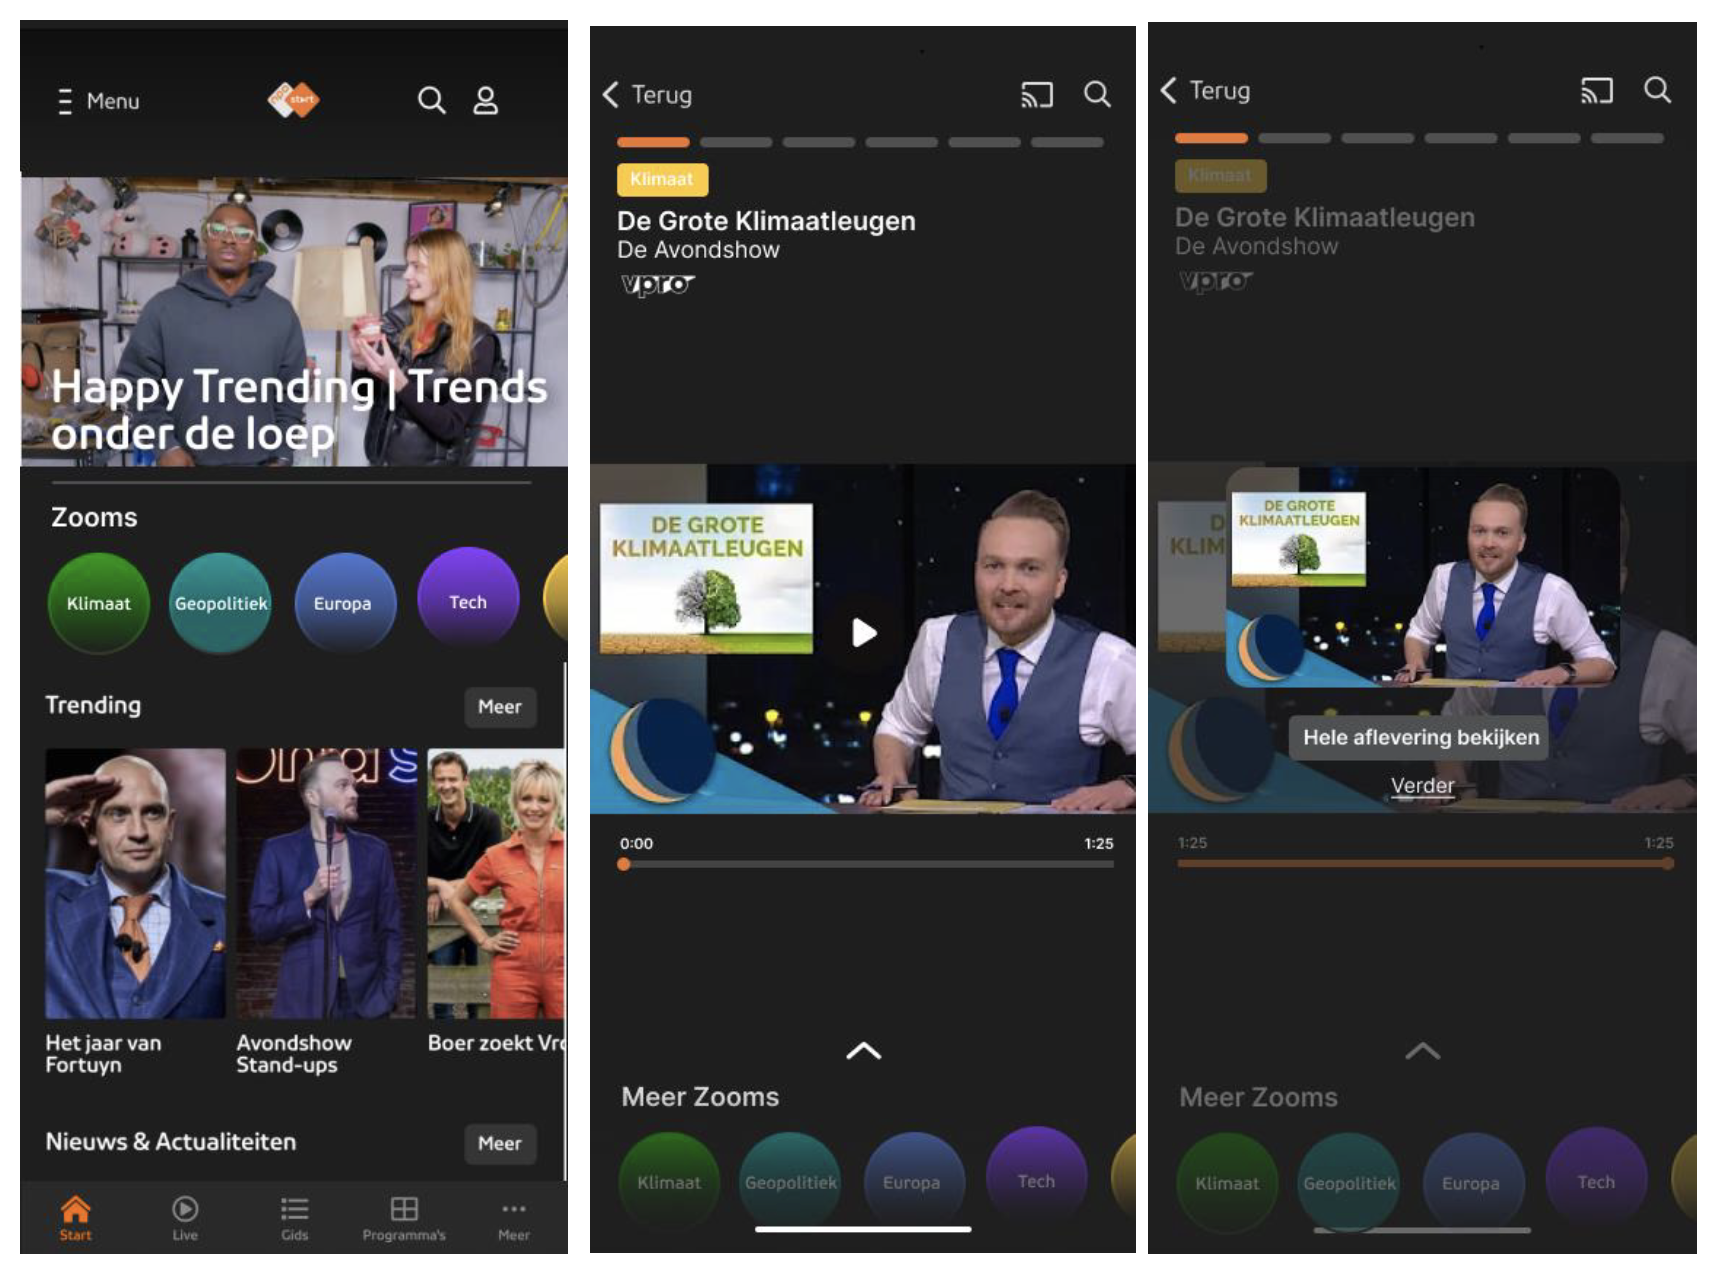 Menu
npo start
Happy Trending | Trends
onder de loep
Zooms
Klimaat
Geopolitiek
Europa
Tech
Trending
Meer
Het jaar van
Fortuyn
Avondshow
Stand-ups
Boer zoekt Vro
Nieuws & Actualiteiten
Meer
Start
Live
Gids
Programma's
Meer
Terug
Klimaat
De Grote Klimaatleugen
De Avondshow
vpro
DE GROTE
KLIMAATLEUGEN
0:00
1:25
Meer Zooms
Klimaat
Geopolitiek
Europa
Tech
Terug
Klimaat
De Grote Klimaatleugen
De Avondshow
vpro
D
KLIM
DE GROTE
KLIMAATLEUGEN
Hele aflevering bekijken
Verder
1:25
1:25
Meer Zooms
Klimaat
Geopolitiek
Europa
Tech